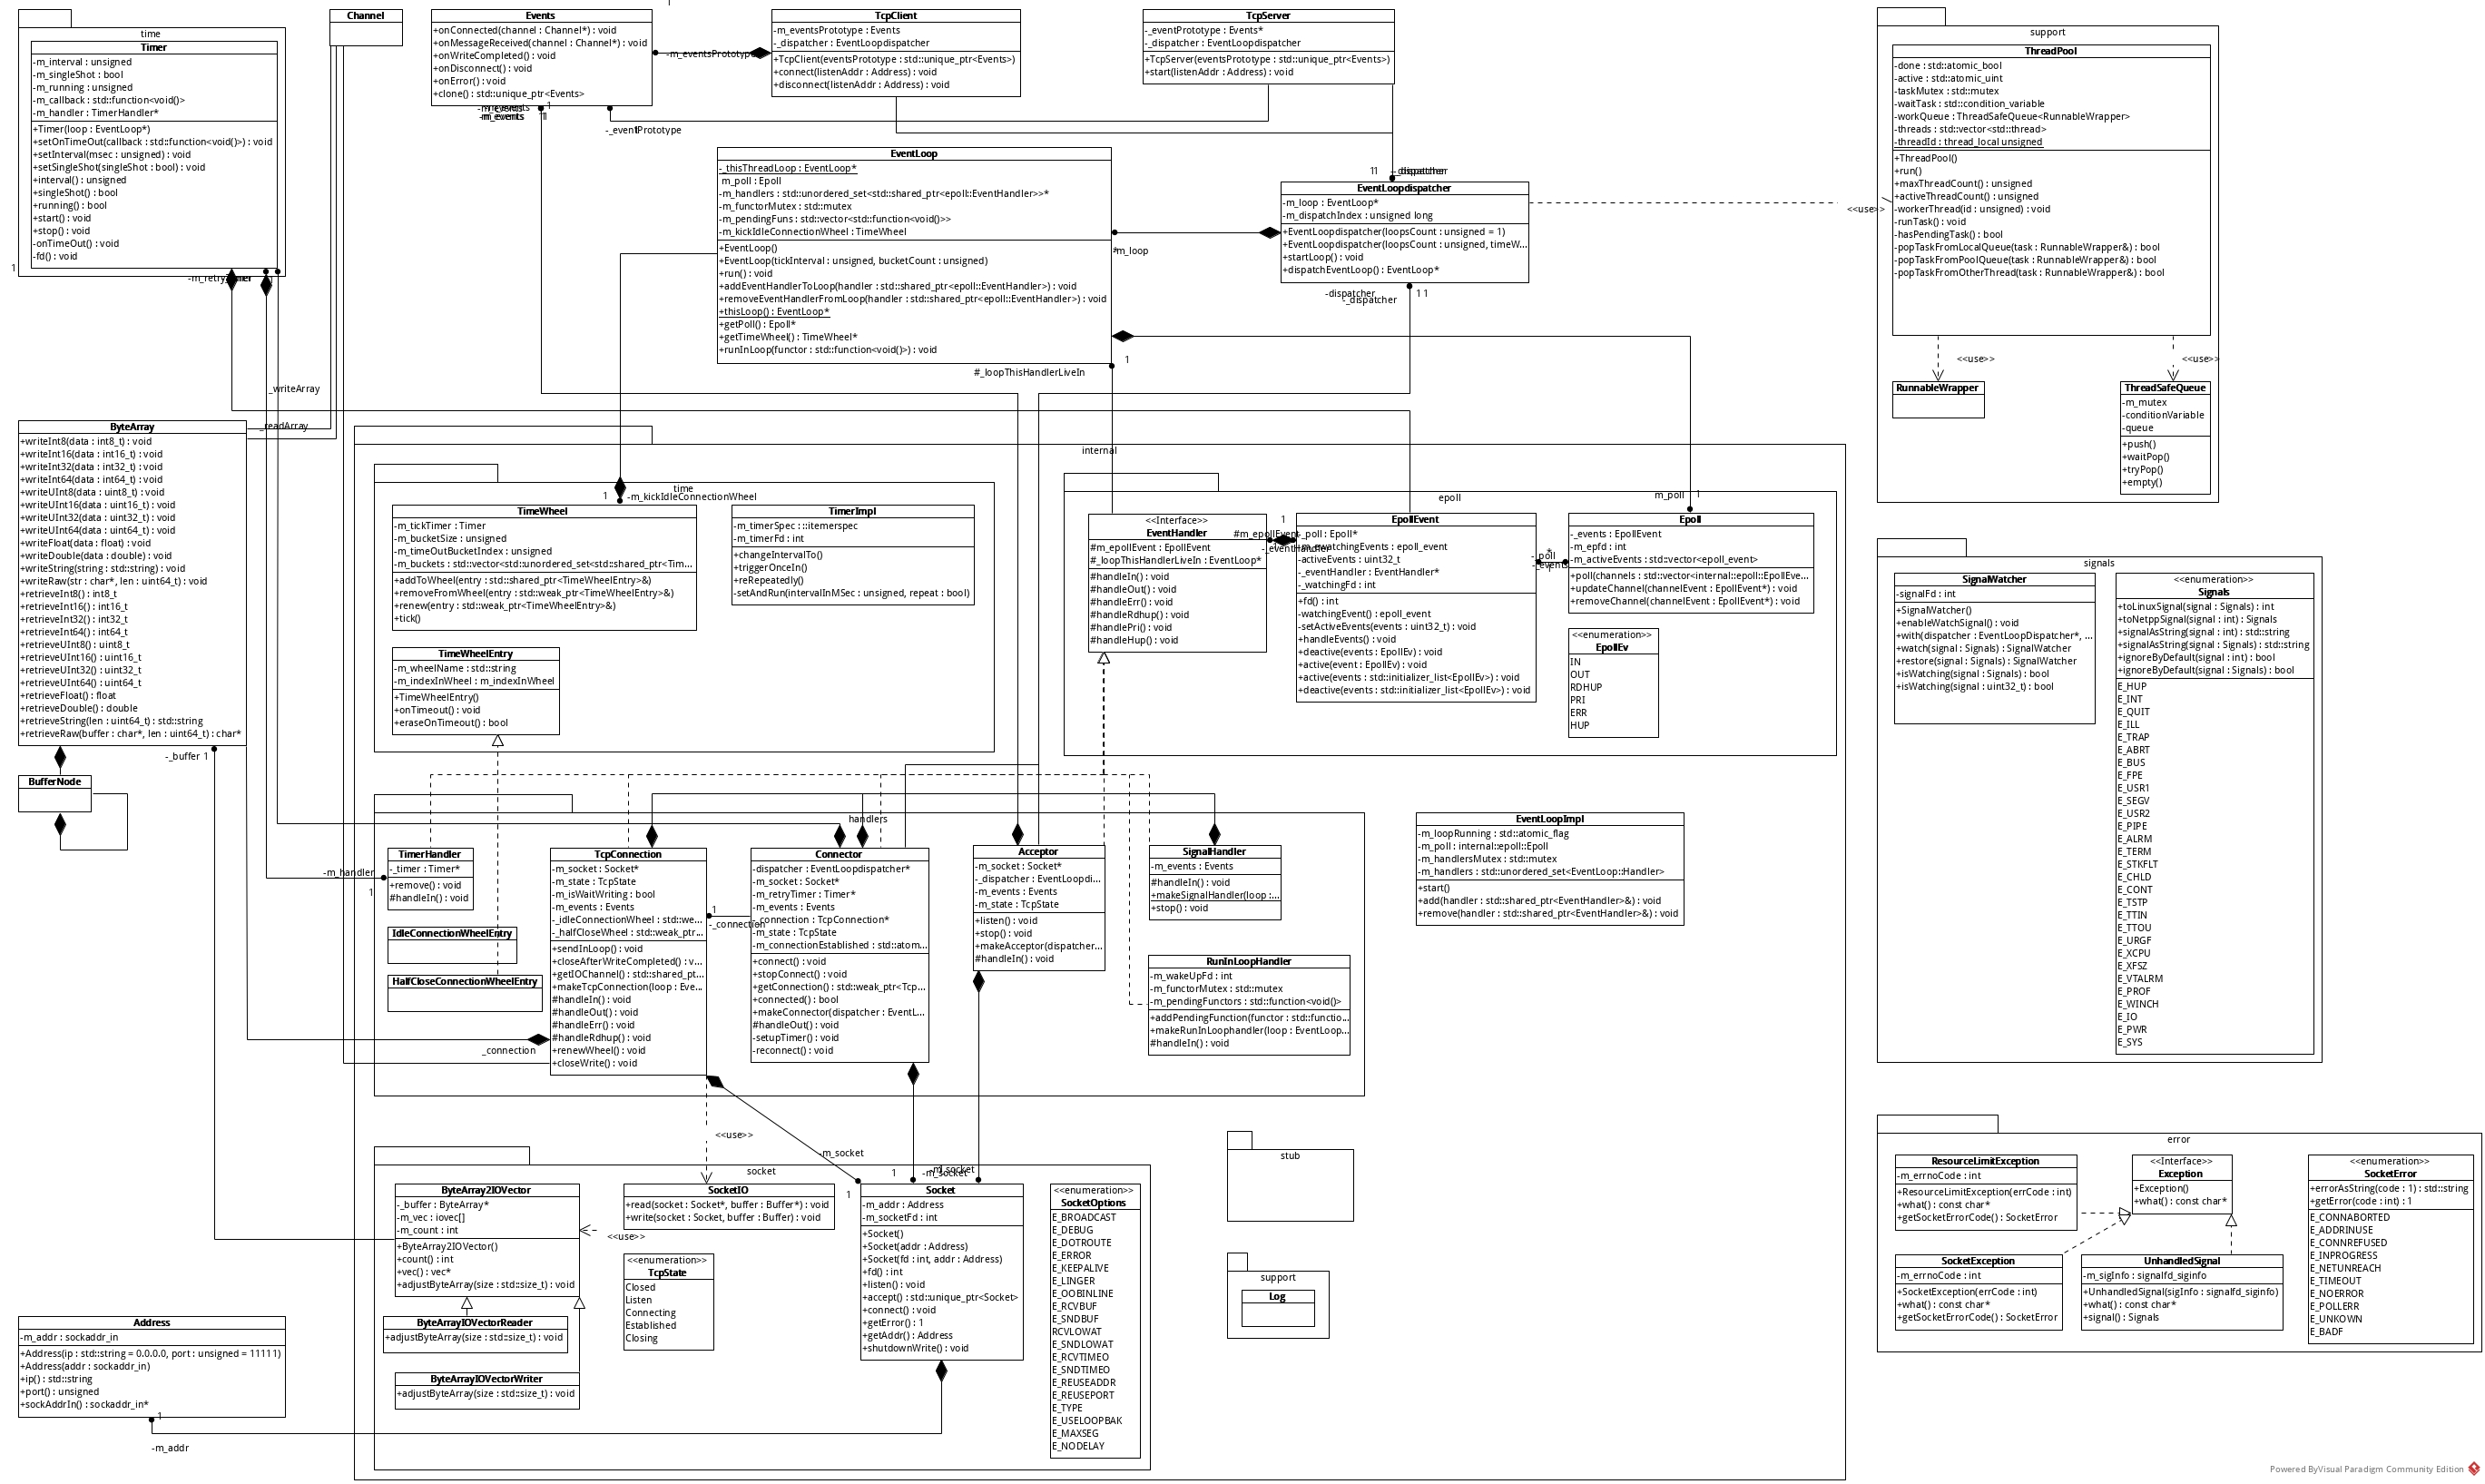 time
Timer
-m_interval : unsigned
-m_singleShot : bool
-m_running : unsigned
-m_callback : std::function<void()>
-m_handler : TimerHandler*
+Timer(loop : EventLoop*)
+setOnTimeOut(callback : std::function<void()>) : void
+setInterval(msec : unsigned) : void
+setSingleShot(singleShot : bool) : void
+interval() : unsigned
+singleShot() : bool
+running() : bool
+start() : void
+stop() : void
-onTimeOut() : void
-fd() : void
1
Channel
Events
+onConnected(channel : Channel*) : void
+onMessageReceived(channel : Channel*) : void
+onWriteCompleted() : void
+onDisconnect() : void
+onError() : void
+clone() : std::unique_ptr<Events>
-m_events
1
-m_eventsPrototype
-_eventPrototype
TcpClient
-m_eventsPrototype : Events
-_dispatcher : EventLoopdispatcher
+TcpClient(eventsPrototype : std::unique_ptr<Events>)
+connect(listenAddr : Address) : void
+disconnect(listenAddr : Address) : void
TcpServer
-_eventPrototype : Events*
-_dispatcher : EventLoopdispatcher
+TcpServer(eventsPrototype : std::unique_ptr<Events>)
+start(listenAddr : Address) : void
EventLoop
-_thisThreadLoop : EventLoop*
m_poll : Epoll
-m_handlers : std::unordered_set<std::shared_ptr<epoll::EventHandler>>*
-m_functorMutex : std::mutex
-m_pendingFuns : std::vector<std::function<void()>>
-m_kickIdleConnectionWheel : TimeWheel
+EventLoop()
+EventLoop(tickInterval : unsigned, bucketCount : unsigned)
+run() : void
+addEventHandlerToLoop(handler : std::shared_ptr<epoll::EventHandler>) : void
+removeEventHandlerFromLoop(handler : std::shared_ptr<epoll::EventHandler>) : void
+thisLoop() : EventLoop*
+getPoll() : Epoll*
+getTimeWheel() : TimeWheel*
+runInLoop(functor : std::function<void()>) : void
#_loopThisHandlerLiveIn
1
1
11
-_dispatcher
EventLoopdispatcher
-m_loop : EventLoop*
-m_dispatchIndex : unsigned long
+EventLoopdispatcher(loopsCount : unsigned = 1)
+EventLoopdispatcher(loopsCount : unsigned, timeW...
+startLoop() : void
+dispatchEventLoop() : EventLoop*
-dispatcher
-_dispatcher
1 1
support
ThreadPool
-done : std::atomic_bool
-active : std::atomic_uint
-taskMutex : std::mutex
-waitTask : std::condition_variable
-workQueue : ThreadSafeQueue<RunnableWrapper>
-threads : std::vector<std::thread>
-threadId : thread_local unsigned
+ThreadPool()
+run()
+maxThreadCount() : unsigned
+activeThreadCount() : unsigned
-workerThread(id : unsigned) : void
-runTask() : void
-hasPendingTask() : bool
-popTaskFromLocalQueue(task : RunnableWrapper&) : bool
-popTaskFromPoolQueue(task : RunnableWrapper&) : bool
-popTaskFromOtherThread(task : RunnableWrapper&) : bool
<<use>>
<<use>>
<<use>>
RunnableWrapper
ThreadSafeQueue
-m_mutex
-conditionVariable
-queue
+push()
+waitPop()
+tryPop()
+empty()
_writeArray
_readArray
ByteArray
+writeInt8(data : int8_t) : void
+writeInt16(data : int16_t) : void
+writeInt32(data : int32_t) : void
+writeInt64(data : int64_t) : void
+writeUInt8(data : uint8_t) : void
+writeUInt16(data : uint16_t) : void
+writeUInt32(data : uint32_t) : void
+writeUInt64(data : uint64_t) : void
+writeFloat(data : float) : void
+writeDouble(data : double) : void
+writeString(string : std::string) : void
+writeRaw(str : char*, len : uint64_t) : void
+retrieveInt8() : int8_t
+retrieveInt16() : int16_t
+retrieveInt32() : int32_t
+retrieveInt64() : int64_t
+retrieveUInt8() : uint8_t
+retrieveUInt16() : uint16_t
+retrieveUInt32() : uint32_t
+retrieveUInt64() : uint64_t
+retrieveFloat() : float
+retrieveDouble() : double
+retrieveString(len : uint64_t) : std::string
+retrieveRaw(buffer : char*, len : uint64_t) : char*
-_buffer 1
BufferNode
internal
time
1
-m_kickIdleConnectionWheel
TimeWheel
-m_tickTimer : Timer
-m_bucketSize : unsigned
-m_timeOutBucketIndex : unsigned
-m_buckets : std::vector<std::unordered_set<std::shared_ptr<Tim...
+addToWheel(entry : std::shared_ptr<TimeWheelEntry>&)
+removeFromWheel(entry : std::weak_ptr<TimeWheelEntry>&)
+renew(entry : std::weak_ptr<TimeWheelEntry>&)
+tick()
TimerImpl
-m_timerSpec : ::itemerspec
-m_timerFd : int
+changeIntervalTo()
+triggerOnceIn()
+reRepeatedly()
-setAndRun(intervalInMSec : unsigned, repeat : bool)
TimeWheelEntry
-m_wheelName : std::string
-m_indexInWheel : m_indexInWheel
+TimeWheelEntry()
+onTimeout() : void
+eraseOnTimeout() : bool
epoll
m_poll
1
<<Interface>>
EventHandler
#m_epollEvent : EpollEvent
#_loopThisHandlerLiveIn : EventLoop*
#handleIn() : void
#handleOut() : void
#handleErr() : void
#handleRdhup() : void
#handlePri() : void
#handleHup() : void
1
#m_epollEvent
EpollEvent
-_poll : Epoll*
-m_watchingEvents : epoll_event
-activeEvents : uint32_t
-_eventHandler : EventHandler*
-_watchingFd : int
+fd() : int
-watchingEvent() : epoll_event
-setActiveEvents(events : uint32_t) : void
+handleEvents() : void
+deactive(events : EpollEv) : void
+active(event : EpollEv) : void
+active(events : std::initializer_list<EpollEv>) : void
+deactive(events : std::initializer_list<EpollEv>) : void
-_poll
Epoll
-_events : EpollEvent
-m_epfd : int
-m_activeEvents : std::vector<epoll_event>
+poll(channels : std::vector<internal::epoll::EpollEve...
+updateChannel(channelEvent : EpollEvent*) : void
+removeChannel(channelEvent : EpollEvent*) : void
<<enumeration>>
EpollEv
IN
OUT
RDHUP
PRI
ERR
HUP
signals
SignalWatcher
-signalFd : int
+SignalWatcher()
+enableWatchSignal() : void
+with(dispatcher : EventLoopDispatcher*, ...
+watch(signal : Signals) : SignalWatcher
+restore(signal : Signals) : SignalWatcher
+isWatching(signal : Signals) : bool
+isWatching(signal : uint32_t) : bool
<<enumeration>>
Signals
+toLinuxSignal(signal : Signals) : int
+toNetppSignal(signal : int) : Signals
+signalAsString(signal : int) : std::string
+signalAsString(signal : Signals) : std::string
+ignoreByDefault(signal : int) : bool
+ignoreByDefault(signal : Signals) : bool
E_HUP
E_INT
E_QUIT
E_ILL
E_TRAP
E_ABRT
E_BUS
E_FPE
E_USR1
E_SEGV
E_USR2
E_PIPE
E_ALRM
E_TERM
E_STKFLT
E_CHLD
E_CONT
E_TSTP
E_TTIN
E_TTOU
E_URGF
E_XCPU
E_XFSZ
E_VTALRM
E_PROF
E_WINCH
E_IO
E_PWR
E_SYS
handlers
-m_handler
1
TimerHandler
-_timer : Timer*
+remove() : void
#handleIn() : void
IdleConnectionWheelEntry
HalfCloseConnectionWheelEntry
_connection
TcpConnection
-m_socket : Socket*
-m_state : TcpState
-m_isWaitWriting : bool
-m_events : Events
-_idleConnectionWheel : std::we...
-_halfCloseWheel : std::weak_ptr...
+sendInLoop() : void
+closeAfterWriteCompleted() : v...
+getIOChannel() : std::shared_pt...
+makeTcpConnection(loop : Eve...
#handleIn() : void
#handleOut() : void
#handleErr() : void
#handleRdhup() : void
+renewWheel() : void
+closeWrite() : void
1
-_connection
Connector
-dispatcher : EventLoopdispatcher*
-m_socket : Socket*
-m_retryTimer : Timer*
-m_events : Events
-_connection : TcpConnection*
-m_state : TcpState
-m_connectionEstablished : std::atom...
+connect() : void
+stopConnect() : void
+getConnection() : std::weak_ptr<Tcp...
+connected() : bool
+makeConnector(dispatcher : EventL...
#handleOut() : void
-setupTimer() : void
-reconnect() : void
Acceptor
-m_socket : Socket*
-_dispatcher : EventLoopdi...
-m_events : Events
-m_state : TcpState
+listen() : void
+stop() : void
+makeAcceptor(dispatcher...
#handleIn() : void
SignalHandler
-m_events : Events
#handleIn() : void
+makeSignalHandler(loop :...
+stop() : void
RunInLoopHandler
-m_wakeUpFd : int
-m_functorMutex : std::mutex
-m_pendingFunctors : std::function<void()>
+addPendingFunction(functor : std::functio...
+makeRunInLoophandler(loop : EventLoop...
#handleIn() : void
EventLoopImpl
-m_loopRunning : std::atomic_flag
-m_poll : internal::epoll::Epoll
-m_handlersMutex : std::mutex
-m_handlers : std::unordered_set<EventLoop::Handler>
+start()
+add(handler : std::shared_ptr<EventHandler>&) : void
+remove(handler : std::shared_ptr<EventHandler>&) : void
<<use>>
-m_socket
1
1
-m_socket
socket
ByteArray2IOVector
-_buffer : ByteArray*
-m_vec : iovec[]
-m_count : int
+ByteArray2IOVector()
+count() : int
+vec() : vec*
+adjustByteArray(size : std::size_t) : void
<<use>>
ByteArrayIOVectorReader
+adjustByteArray(size : std::size_t) : void
ByteArrayIOVectorWriter
+adjustByteArray(size : std::size_t) : void
SocketIO
+read(socket : Socket*, buffer : Buffer*) : void
+write(socket : Socket, buffer : Buffer) : void
<<enumeration>>
TcpState
Closed
Listen
Connecting
Established
Closing
Socket
-m_addr : Address
-m_socketFd : int
+Socket()
+Socket(addr : Address)
+Socket(fd : int, addr : Address)
+fd() : int
+listen() : void
+accept() : std::unique_ptr<Socket>
+connect() : void
+getError() : 1
+getAddr() : Address
+shutdownWrite() : void
<<enumeration>>
SocketOptions
E_BROADCAST
E_DEBUG
E_DOTROUTE
E_ERROR
E_KEEPALIVE
E_LINGER
E_OOBINLINE
E_RCVBUF
E_SNDBUF
RCVLOWAT
E_SNDLOWAT
E_RCVTIMEO
E_SNDTIMEO
E_REUSEADDR
E_REUSEPORT
E_TYPE
E_USELOOPBAK
E_MAXSEG
E_NODELAY
stub
support
Log
Address
-m_addr : sockaddr_in
+Address(ip : std::string = 0.0.0.0, port : unsigned = 11111)
+Address(addr : sockaddr_in)
+ip() : std::string
+port() : unsigned
+sockAddrIn() : sockaddr_in*
1
-m_addr
error
ResourceLimitException
-m_errnoCode : int
+ResourceLimitException(errCode : int)
+what() : const char*
+getSocketErrorCode() : SocketError
<<Interface>>
Exception
+Exception()
+what() : const char*
SocketException
-m_errnoCode : int
+SocketException(errCode : int)
+what() : const char*
+getSocketErrorCode() : SocketError
UnhandledSignal
-m_sigInfo : signalfd_siginfo
+UnhandledSignal(sigInfo : signalfd_siginfo)
+what() : const char*
+signal() : Signals
<<enumeration>>
SocketError
+errorAsString(code : 1) : std::string
+getError(code : int) : 1
E_CONNABORTED
E_ADDRINUSE
E_CONNREFUSED
E_INPROGRESS
E_NETUNREACH
E_TIMEOUT
E_NOERROR
E_POLLERR
E_UNKOWN
E_BADF
Powered ByVisual Paradigm Community Edition